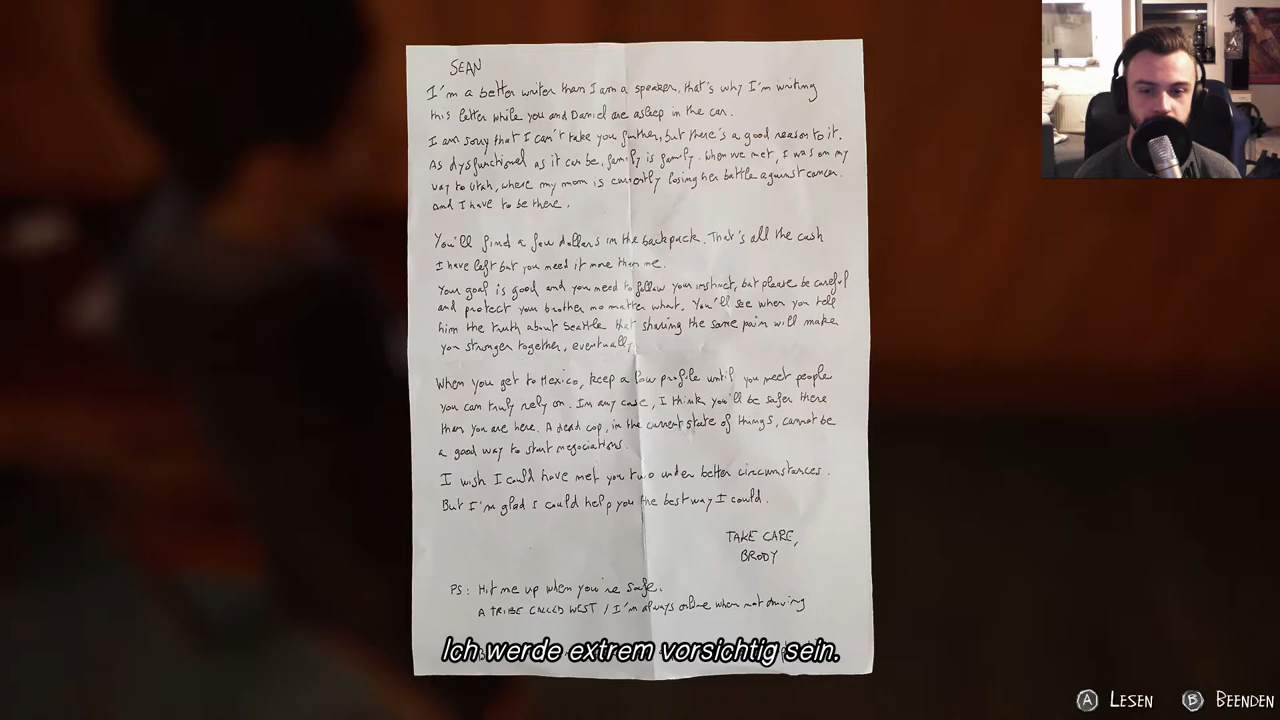 SEAN
I'm a better writer than I am a speaker, that's why I'm writing
this letter while you and Daniel are asleep in the car.
I am sorry that I can't take you further, but there's a good reason to it.
As dysfunctional as it can be, family is family. When we met, I was on my
way to Utah, where my mom is currently losing her battle against cancer.
and I have to be there.
You'll find a few dollars in the backpack. That's all the cash
I have left but you need it more than me.
Your goal is good and you need to follow your instinct, but please be careful
and protect your brother no matter what. You'll see when you tell
him the truth about Seattle that sharing the same pain will make
you stronger together, eventually.
When you get to Mexico, keep a low profile until you meet people
you can truly rely on. In any case, I think you'll be safer there
than you are here. A dead cop, in the current state of things, cannot be
a good way to start negociations.
I wish I could have met you two under better circumstances.
But I'm glad I could help you the best way I could.
TAKE CARE,
BRODY
PS: Hit me up when you're safe.
A TRIBE CALLED WEST / I'm always online when not driving
Ich werde extrem vorsichtig sein.
A LESEN B BEENDEN